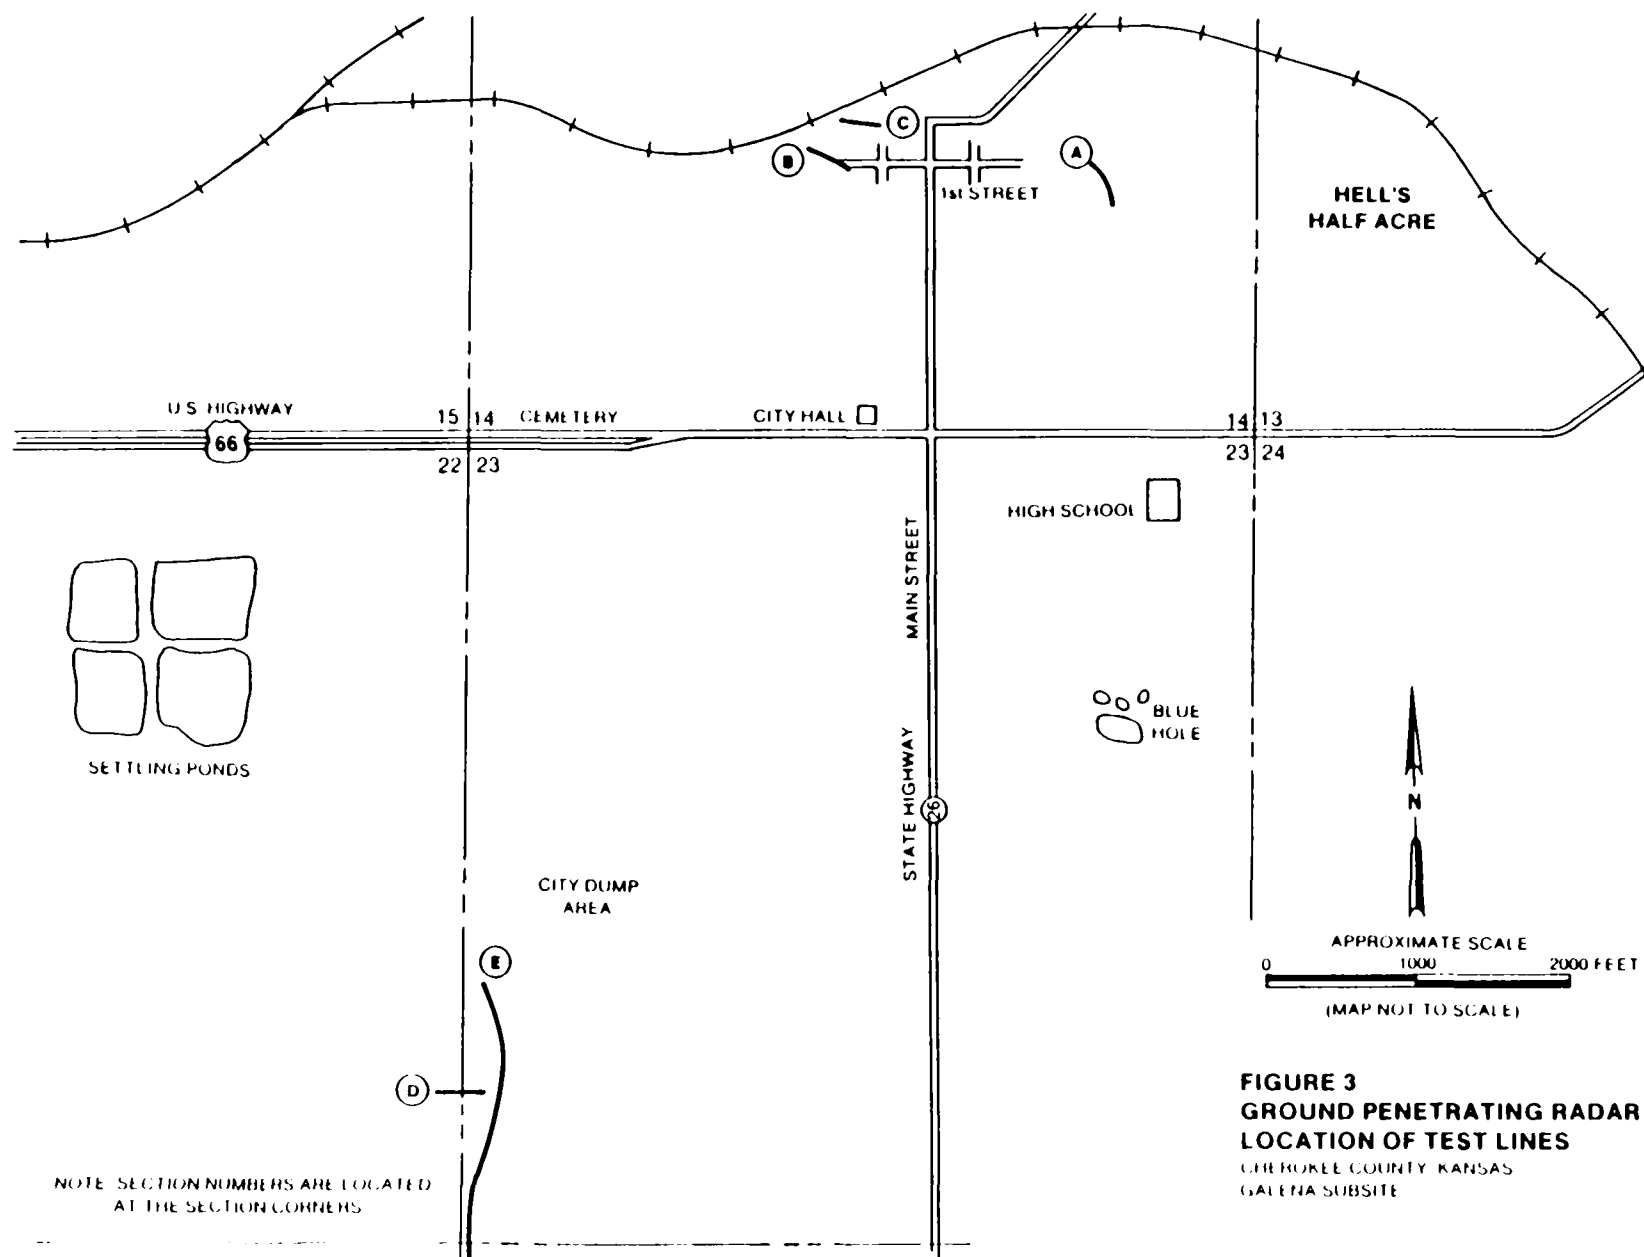 C
B
A
1st STREET
HELL'S
HALF ACRE
U.S. HIGHWAY
66
15 14
22 23
CEMETERY
CITY HALL
14 13
23 24
HIGH SCHOOL
MAIN STREET
STATE HIGHWAY
26
BLUE
HOLE
SETTLING PONDS
CITY DUMP
AREA
E
D
N
APPROXIMATE SCALE
0 1000 2000 FEET
(MAP NOT TO SCALE)
FIGURE 3
GROUND PENETRATING RADAR
LOCATION OF TEST LINES
CHEROKEE COUNTY KANSAS
GALENA SUBSITE
NOTE SECTION NUMBERS ARE LOCATED
AT THE SECTION CORNERS